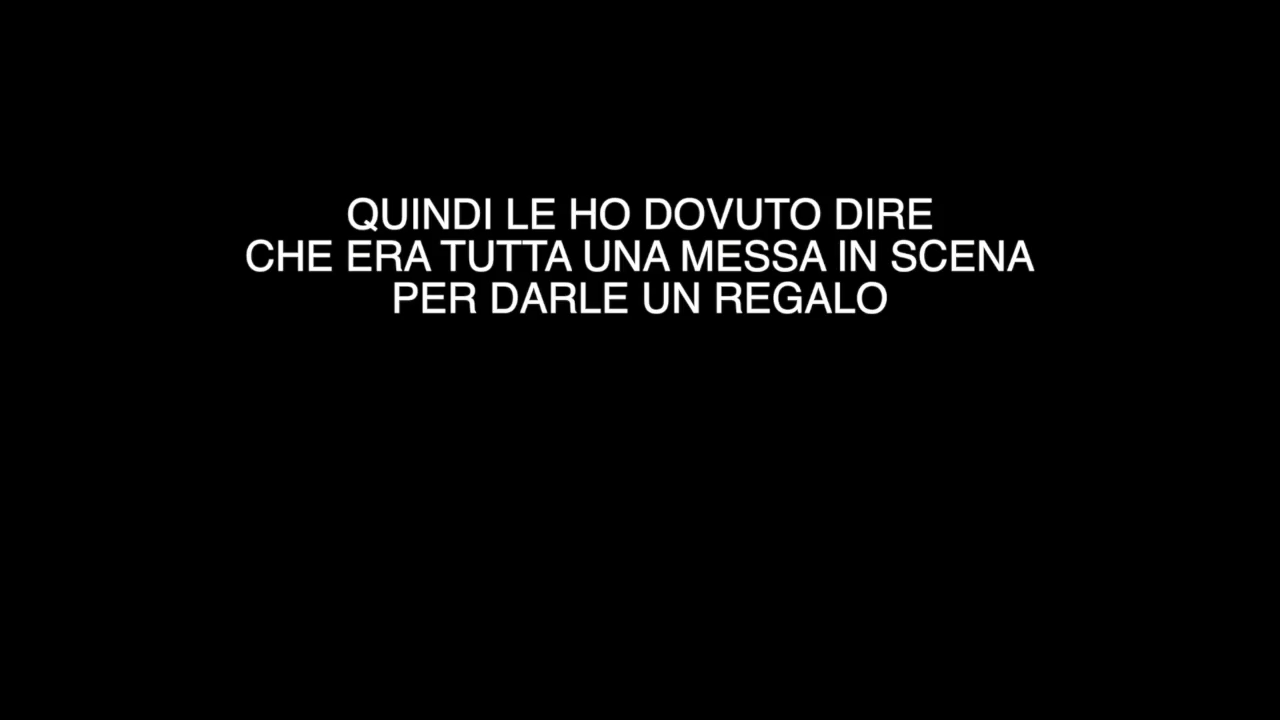 QUINDI LE HO DOVUTO DIRE
CHE ERA TUTTA UNA MESSA IN SCENA
PER DARLE UN REGALO